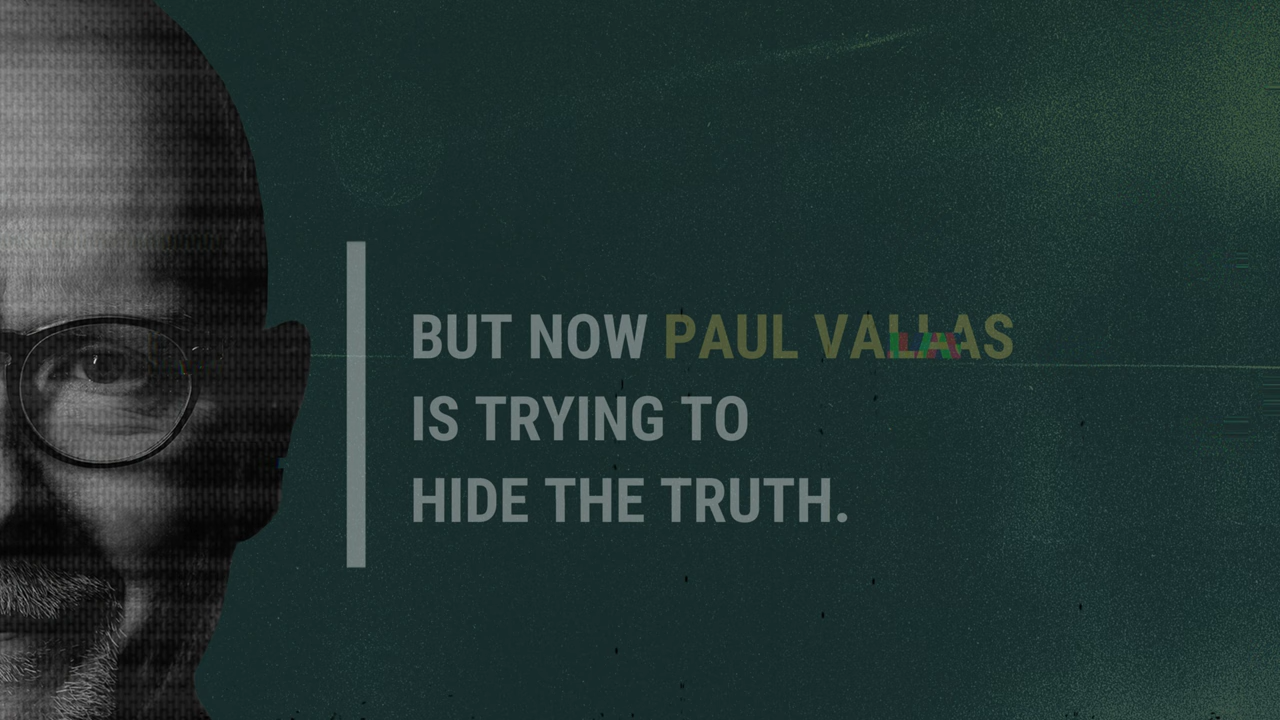 BUT NOW PAUL VALLAS
IS TRYING TO
HIDE THE TRUTH.